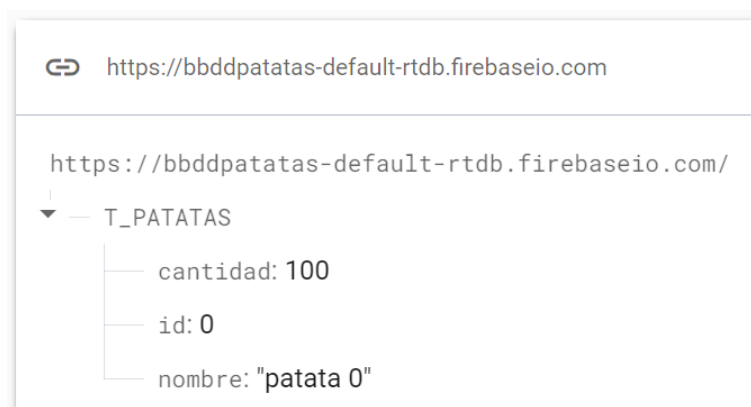 https://bbddpatatas-default-rtdb.firebaseio.com
https://bbddpatatas-default-rtdb.firebaseio.com/
T_PATATAS
cantidad: 100
id: 0
nombre: "patata 0"